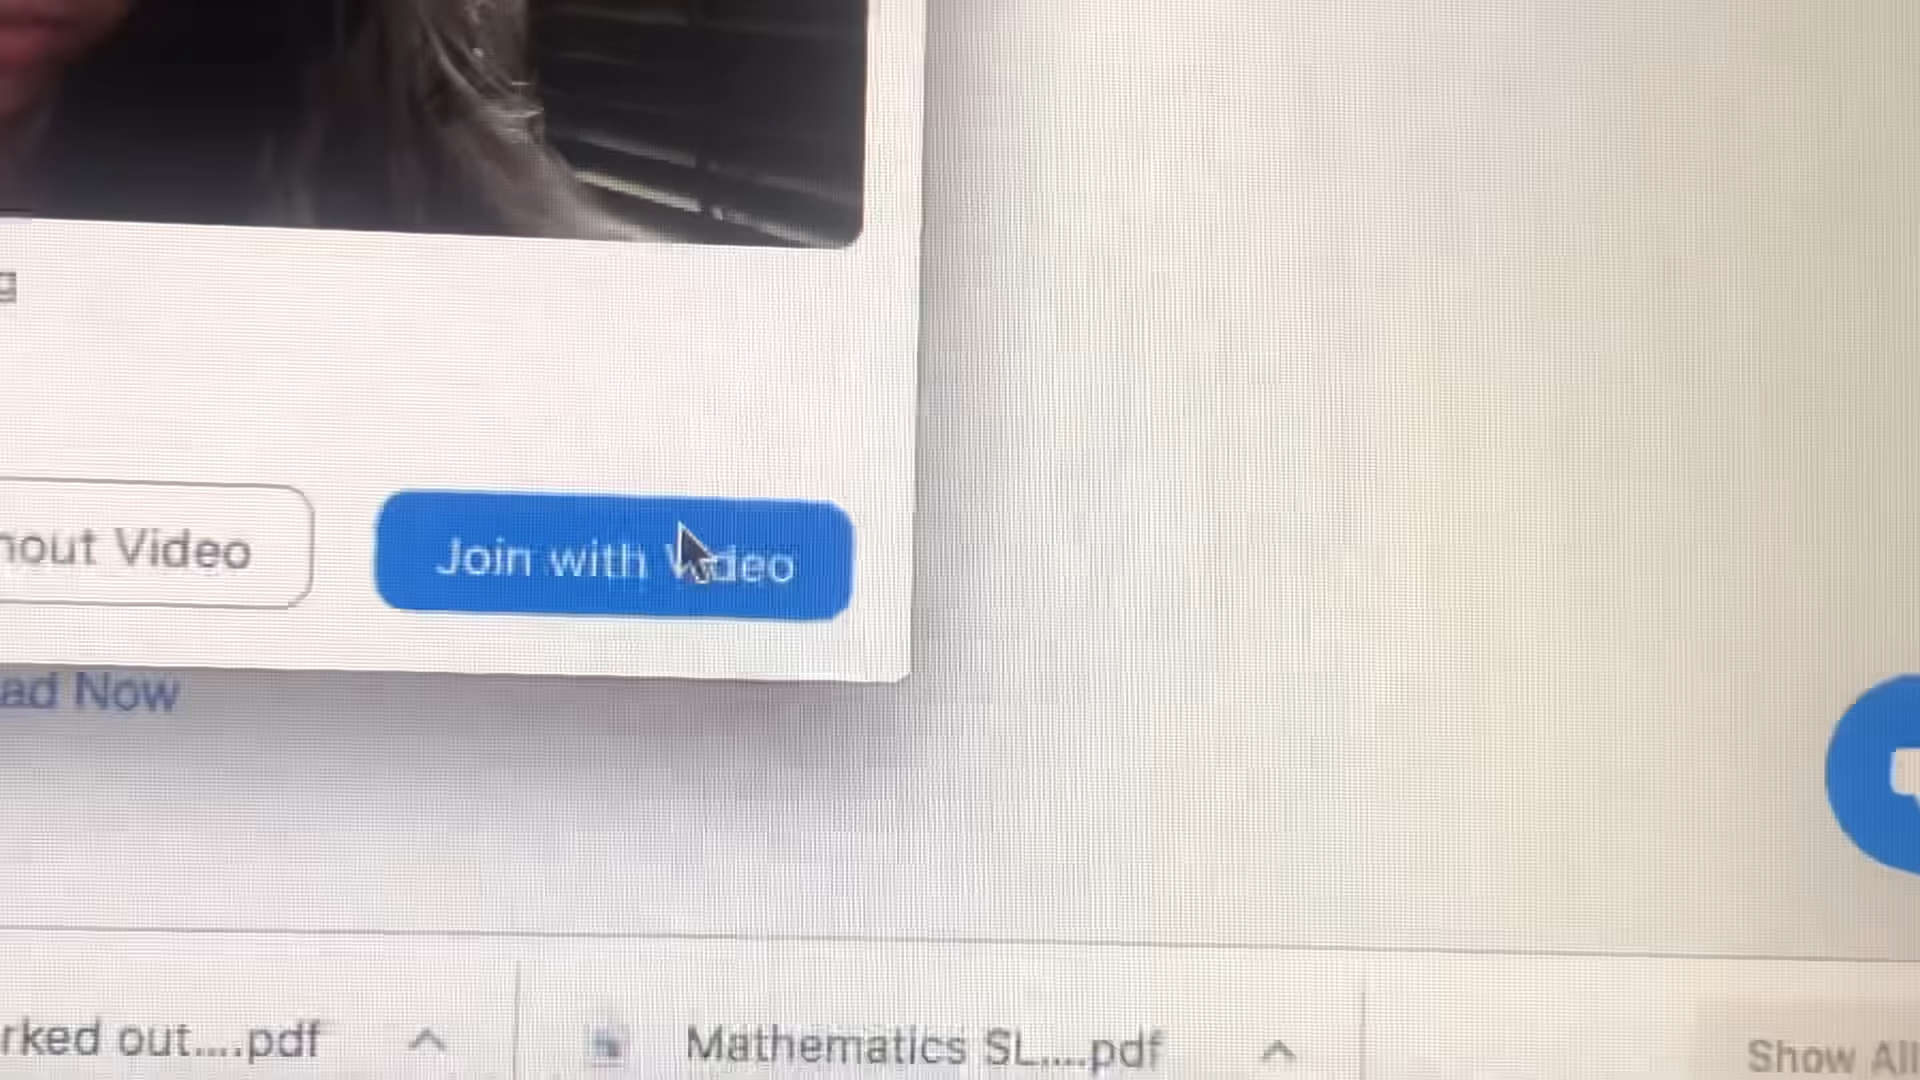 g
hout Video
Join with Video
ad Now
rked out....pdf
Mathematics SL....pdf
Show All